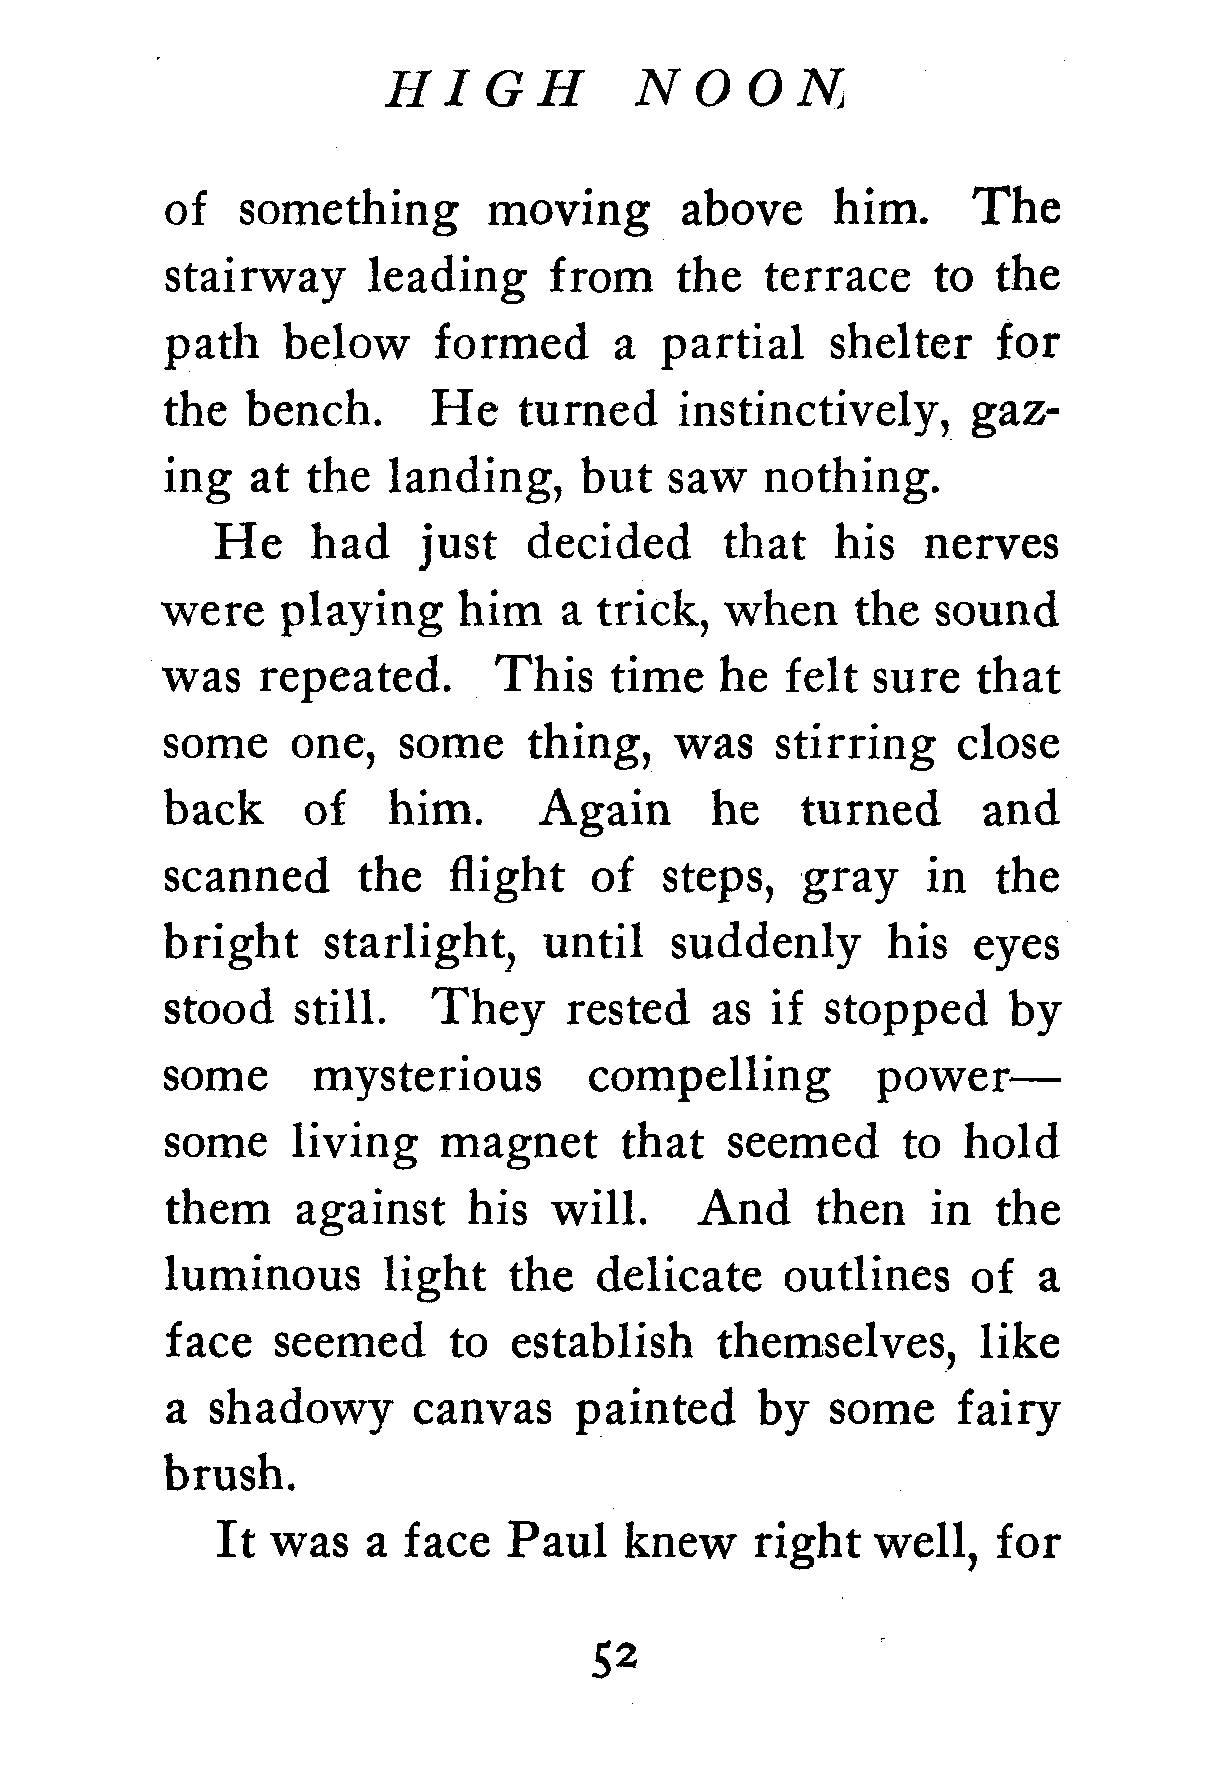 HIGH NOON
of something moving above him. The
stairway leading from the terrace to the
path below formed a partial shelter for
the bench. He turned instinctively, gaz-
ing at the landing, but saw nothing.
He had just decided that his nerves
were playing him a trick, when the sound
was repeated. This time he felt sure that
some one, some thing, was stirring close
back of him. Again he turned and
scanned the flight of steps, gray in the
bright starlight, until suddenly his eyes
stood still. They rested as if stopped by
some mysterious compelling power—
some living magnet that seemed to hold
them against his will. And then in the
luminous light the delicate outlines of a
face seemed to establish themselves, like
a shadowy canvas painted by some fairy
brush.
It was a face Paul knew right well, for
52